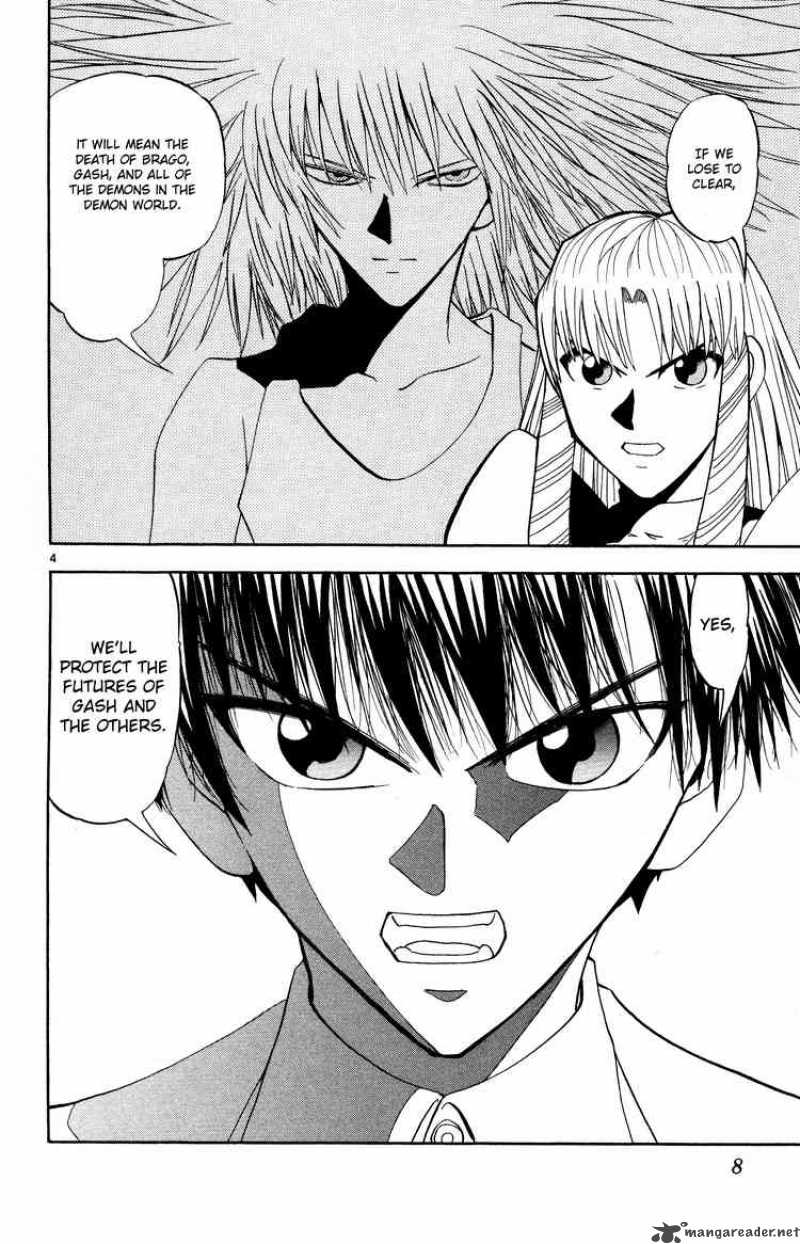 IF WE
LOSE TO
CLEAR,
IT WILL MEAN THE
DEATH OF BRAGO,
GASH, AND ALL OF
THE DEMONS IN THE
DEMON WORLD.
4
YES,
WE'LL
PROTECT THE
FUTURES OF
GASH AND
THE OTHERS.
8
mangareader.net